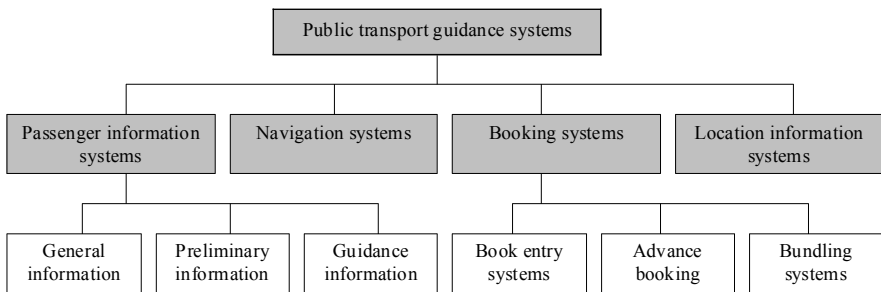 Public transport guidance systems
Passenger information
systems
Navigation systems
Booking systems
Location information
systems
General
information
Preliminary
information
Guidance
information
Book entry
systems
Advance
booking
Bundling
systems